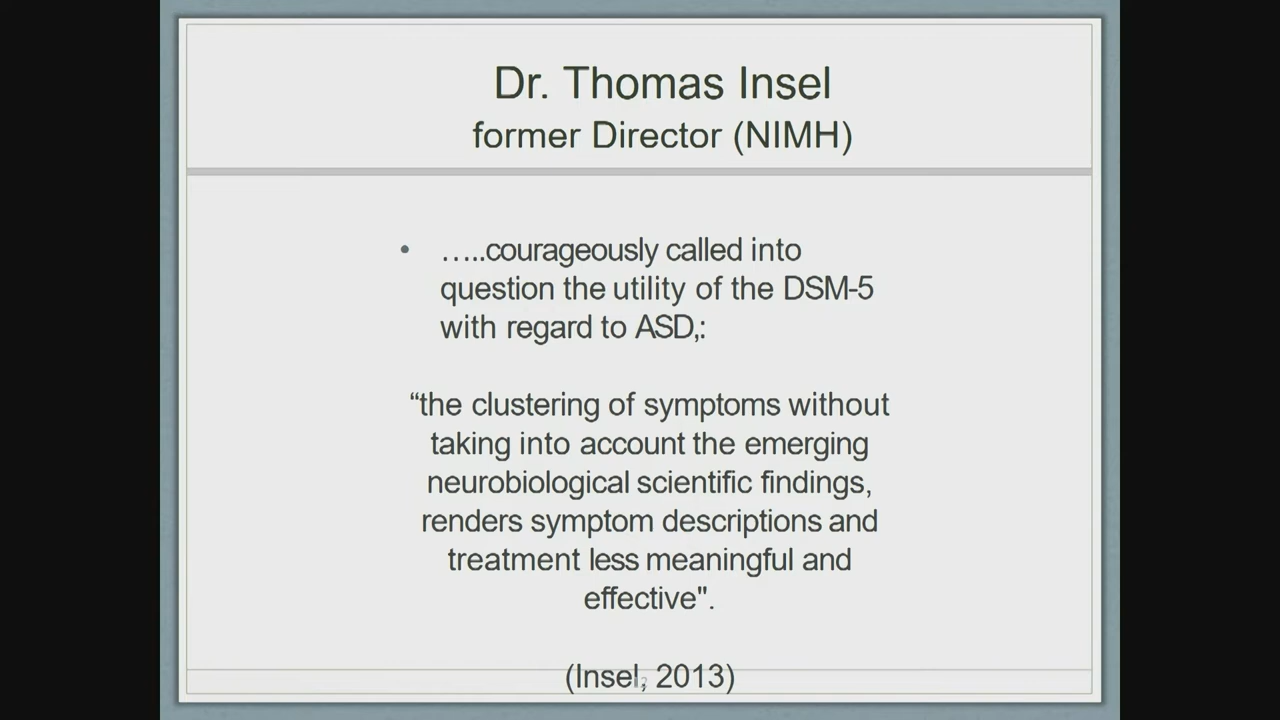 Dr. Thomas Insel
former Director (NIMH)
• …..courageously called into
question the utility of the DSM-5
with regard to ASD,:
“the clustering of symptoms without
taking into account the emerging
neurobiological scientific findings,
renders symptom descriptions and
treatment less meaningful and
effective".
(Insel, 2013)